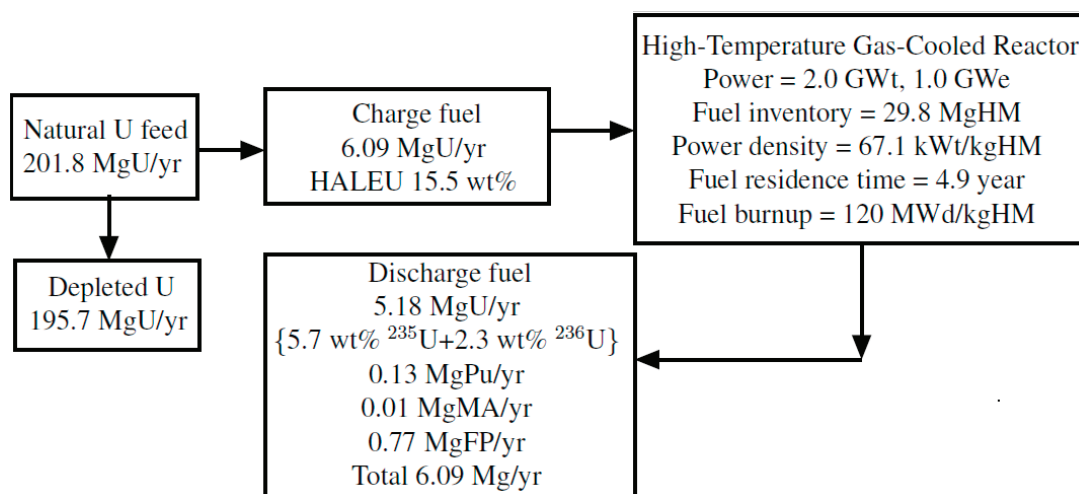 Natural U feed
201.8 MgU/yr
Charge fuel
6.09 MgU/yr
HALEU 15.5 wt%
High-Temperature Gas-Cooled Reactor
Power = 2.0 GWt, 1.0 GWe
Fuel inventory = 29.8 MgHM
Power density = 67.1 kWt/kgHM
Fuel residence time = 4.9 year
Fuel burnup = 120 MWd/kgHM
Depleted U
195.7 MgU/yr
Discharge fuel
5.18 MgU/yr
{5.7 wt% ²³⁵U+2.3 wt% ²³⁶U}
0.13 MgPu/yr
0.01 MgMA/yr
0.77 MgFP/yr
Total 6.09 Mg/yr